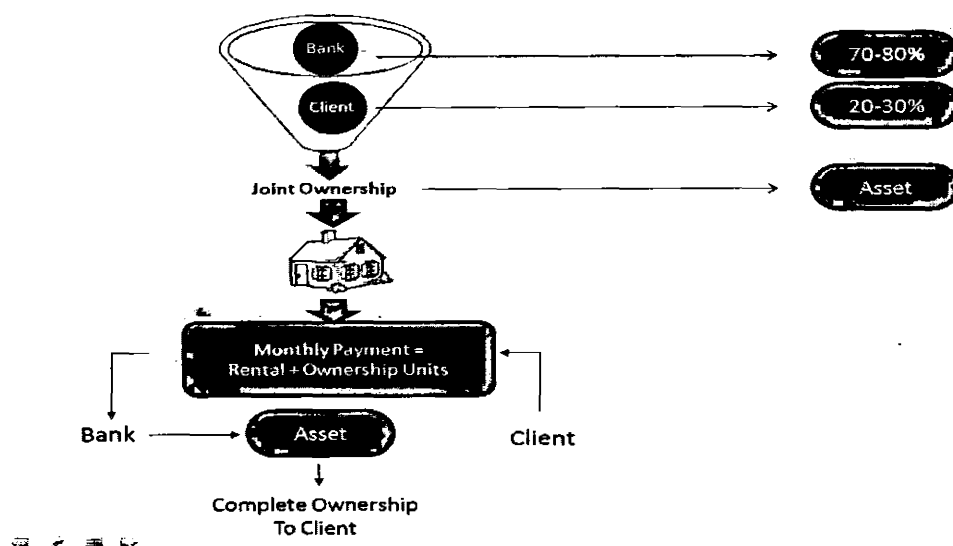 Bank
70-80%
Client
20-30%
Joint Ownership
Asset
Monthly Payment =
Rental + Ownership Units
Bank
Asset
Client
Complete Ownership
To Client